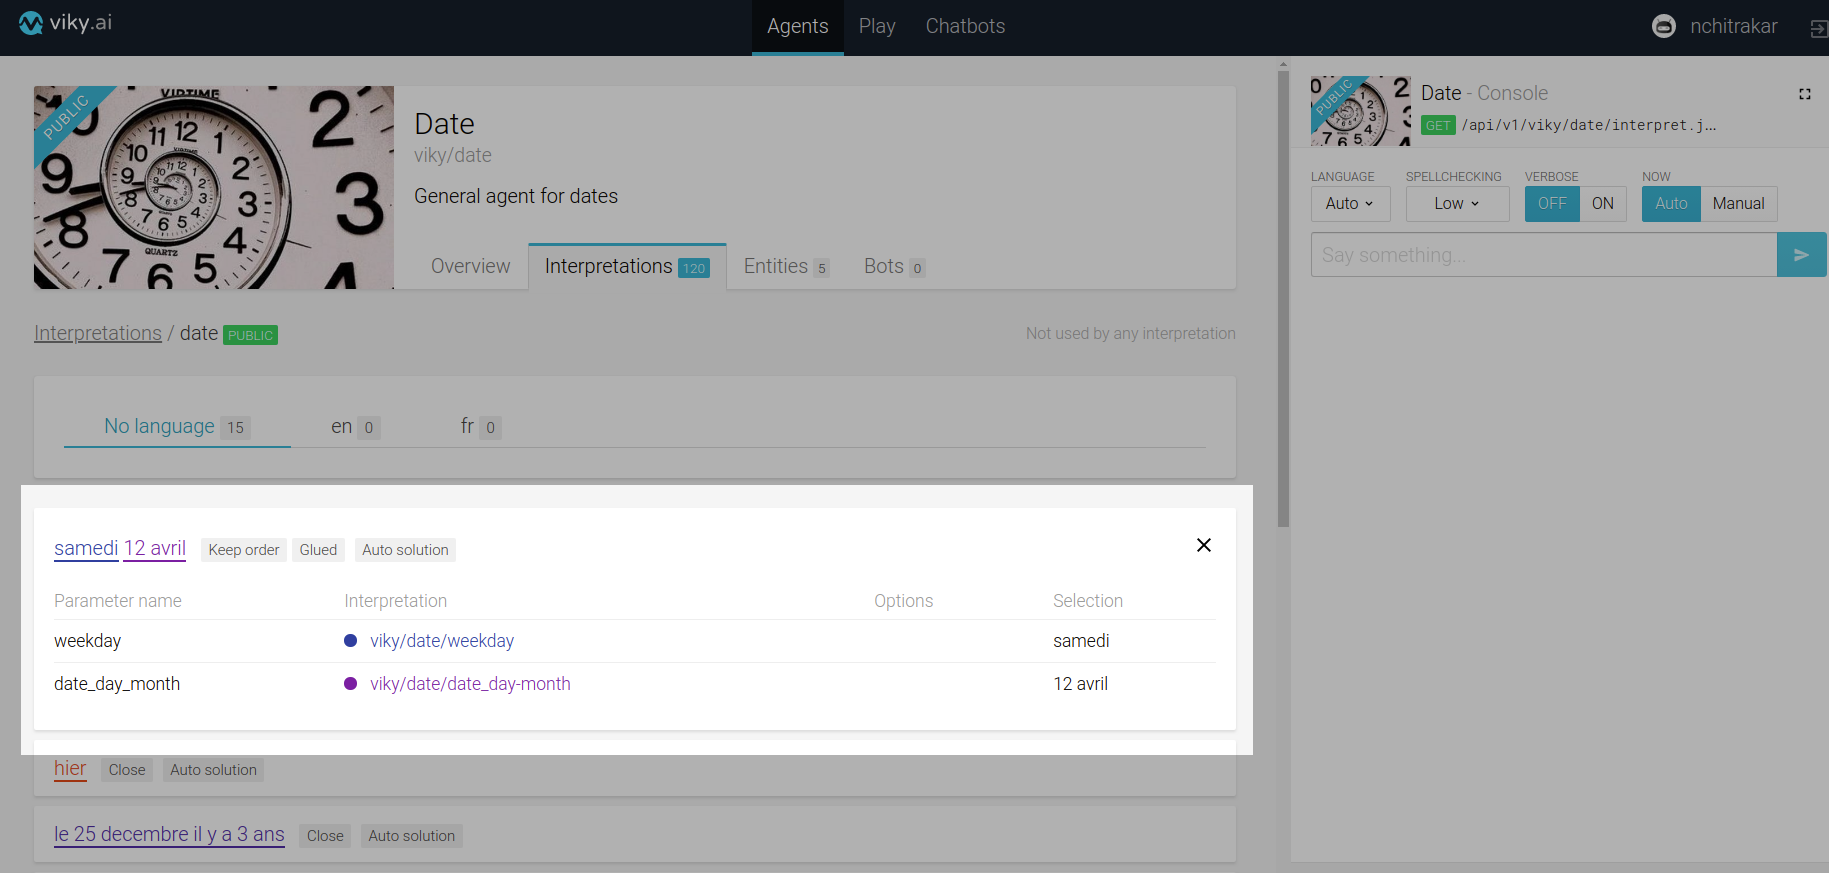 viky.ai
Agents Play Chatbots
nchitrakar
PUBLIC
VIDTIME
QUARTZ
Date
viky/date
General agent for dates
Overview Interpretations 120 Entities 5 Bots 0
Interpretations / date PUBLIC
Not used by any interpretation
No language 15 en 0 fr 0
samedi 12 avril Keep order Glued Auto solution
Parameter name Interpretation Options Selection
weekday viky/date/weekday samedi
date_day_month viky/date/date_day-month 12 avril
hier Close Auto solution
le 25 decembre il y a 3 ans Close Auto solution
PUBLIC
Date - Console
GET /api/v1/viky/date/interpret.j...
LANGUAGE SPELLCHECKING VERBOSE NOW
Auto Low OFF ON Auto Manual
Say something...